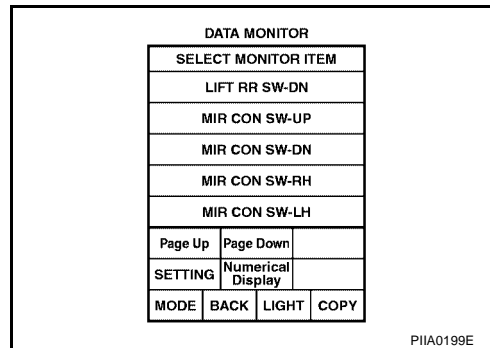 DATA MONITOR
SELECT MONITOR ITEM
LIFT RR SW-DN
MIR CON SW-UP
MIR CON SW-DN
MIR CON SW-RH
MIR CON SW-LH
Page Up Page Down
SETTING Numerical
Display
MODE BACK LIGHT COPY
PIIA0199E